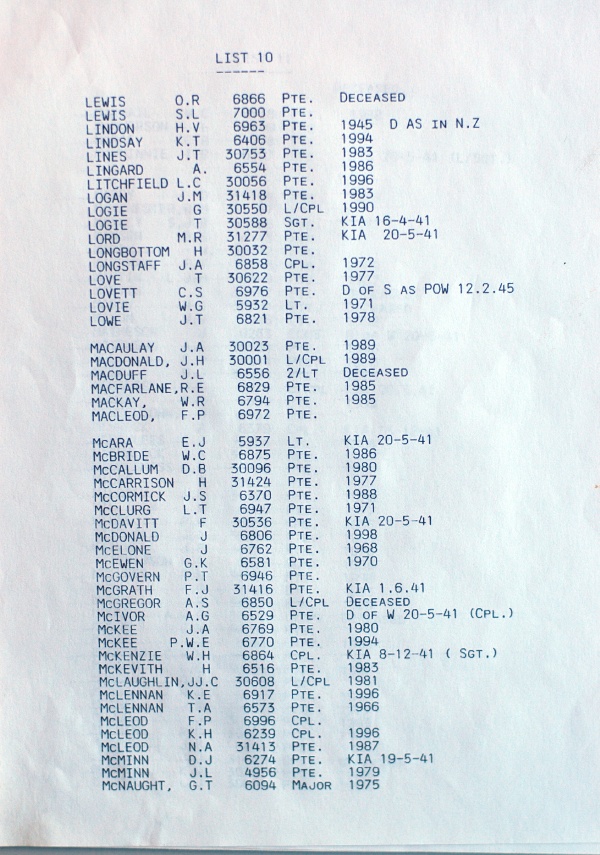 LIST 10
LEWIS O.R 6866 PTE. DECEASED
LEWIS S.L 7000 PTE.
LINDON H.V 6963 PTE. 1945 D AS IN N.Z
LINDSAY K.T 6406 PTE. 1994
LINES J.T 30753 PTE. 1983
LINGARD A. 6554 PTE. 1986
LITCHFIELD L.C 30056 PTE. 1996
LOGAN J.M 31418 PTE. 1983
LOGIE G 30550 L/CPL 1990
LOGIE T 30588 SGT. KIA 16-4-41
LORD M.R 31277 PTE. KIA 20-5-41
LONGBOTTOM H 30032 PTE.
LONGSTAFF J.A 6858 CPL. 1972
LOVE T 30622 PTE. 1977
LOVETT C.S 6976 PTE. D OF S AS POW 12.2.45
LOVIE W.G 5932 LT. 1971
LOWE J.T 6821 PTE. 1978
MACAULAY J.A 30023 PTE. 1989
MACDONALD, J.H 30001 L/CPL 1989
MACDUFF J.L 6556 2/LT DECEASED
MACFARLANE,R.E 6829 PTE. 1985
MACKAY, W.R 6794 PTE. 1985
MACLEOD, F.P 6972 PTE.
McARA E.J 5937 LT. KIA 20-5-41
McBRIDE W.C 6875 PTE. 1986
McCALLUM D.B 30096 PTE. 1980
McCARRISON H 31424 PTE. 1977
McCORMICK J.S 6370 PTE. 1988
McCLURG L.T 6947 PTE. 1971
McDAVITT F 30536 PTE. KIA 20-5-41
McDONALD J 6806 PTE. 1998
McELONE J 6762 PTE. 1968
McEWEN G.K 6581 PTE. 1970
McGOVERN P.T 6946 PTE.
McGRATH F.J 31416 PTE. KIA 1.6.41
McGREGOR A.S 6850 L/CPL DECEASED
McIVOR A.G 6529 PTE. D OF W 20-5-41 (CPL.)
McKEE J.A 6769 PTE. 1980
McKEE P.W.E 6770 PTE. 1994
McKENZIE W.H 6864 CPL. KIA 8-12-41 ( SGT.)
McKEVITH H 6516 PTE. 1983
McLAUGHLIN,JJ.C 30608 L/CPL 1981
McLENNAN K.E 6917 PTE. 1996
McLENNAN T.A 6573 PTE. 1966
McLEOD F.P 6996 CPL.
McLEOD K.H 6239 CPL. 1996
McLEOD N.A 31413 PTE. 1987
McMINN D.J 6274 PTE. KIA 19-5-41
McMINN J.L 4956 PTE. 1979
McNAUGHT, G.T 6094 MAJOR 1975